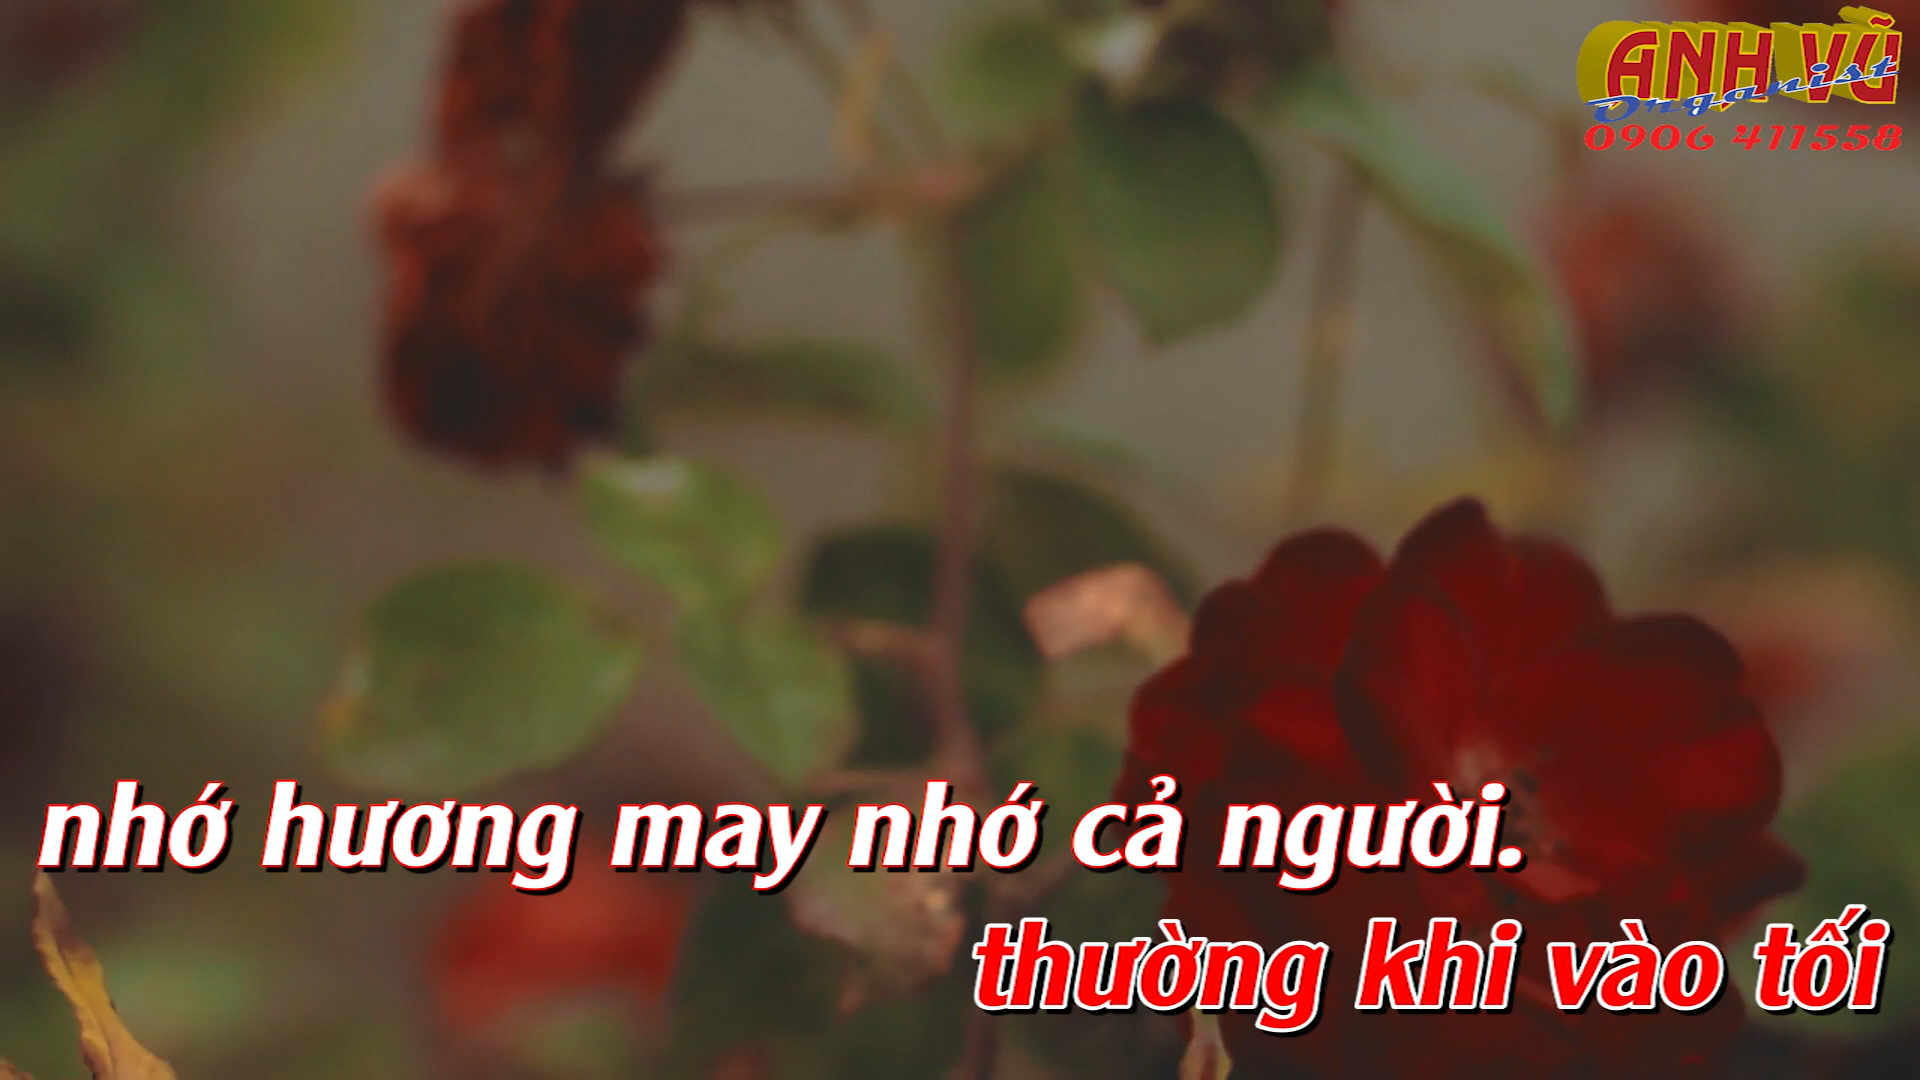 ANH VŨ
Organist
0906 411558
nhớ hương may nhớ cả người.
thường khi vào tối